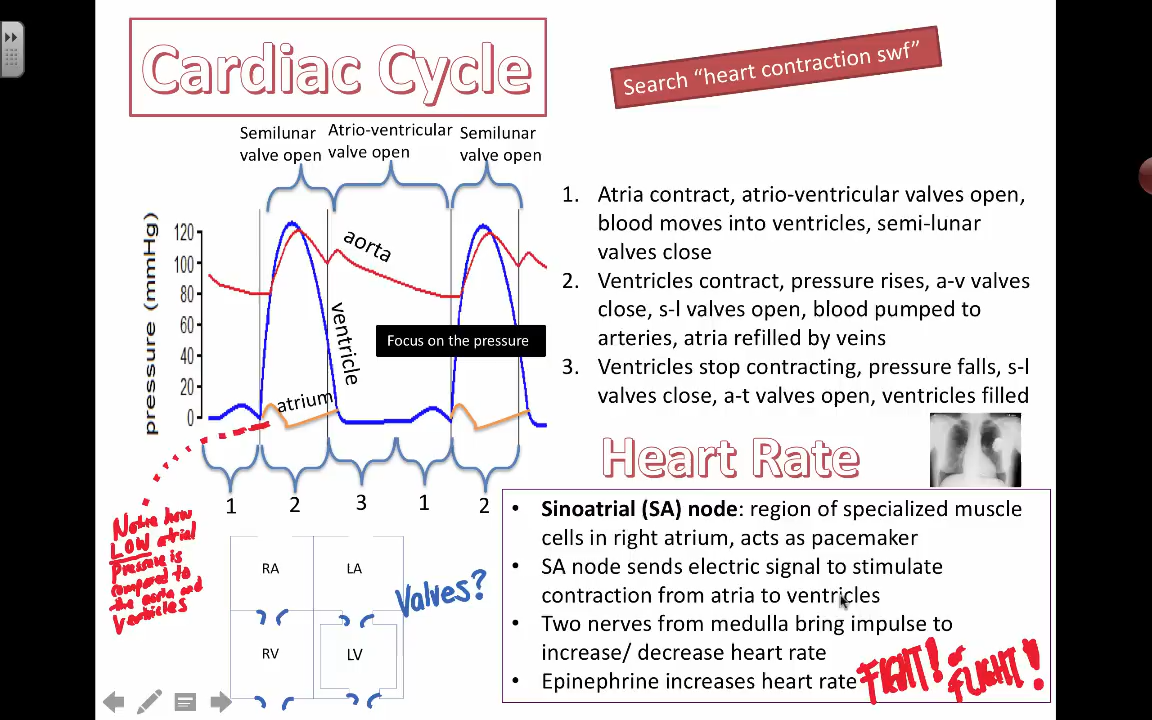 Cardiac Cycle
Search “heart contraction swf”
Semilunar
valve open
Atrio-ventricular
valve open
Semilunar
valve open
pressure (mmHg)
120
100
80
60
40
20
0
aorta
ventricle
atrium
Focus on the pressure
1
2
3
1
2
1. Atria contract, atrio-ventricular valves open,
blood moves into ventricles, semi-lunar
valves close
2. Ventricles contract, pressure rises, a-v valves
close, s-l valves open, blood pumped to
arteries, atria refilled by veins
3. Ventricles stop contracting, pressure falls, s-l
valves close, a-t valves open, ventricles filled
Notice how
LOW atrial
pressure is
compared to
the aorta and
ventricles
RA
LA
RV
LV
Valves?
Heart Rate
• Sinoatrial (SA) node: region of specialized muscle
cells in right atrium, acts as pacemaker
• SA node sends electric signal to stimulate
contraction from atria to ventricles
• Two nerves from medulla bring impulse to
increase/ decrease heart rate
• Epinephrine increases heart rate
FIGHT! or
FLIGHT!